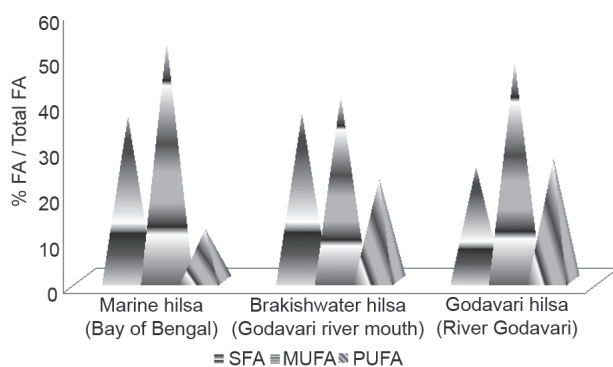 % FA / Total FA
60
50
40
30
20
10
0
Marine hilsa
(Bay of Bengal)
Brakishwater hilsa
(Godavari river mouth)
Godavari hilsa
(River Godavari)
SFA MUFA PUFA